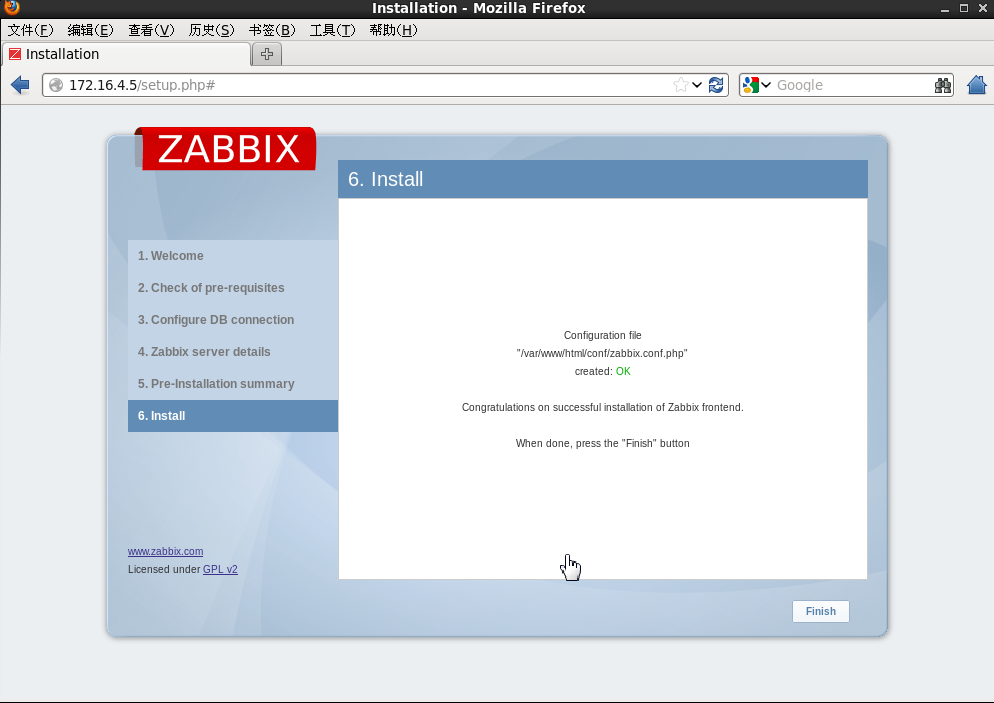 Installation - Mozilla Firefox
文件(F) 编辑(E) 查看(V) 历史(S) 书签(B) 工具(T) 帮助(H)
Installation
172.16.4.5/setup.php#
Google
ZABBIX
6. Install
1. Welcome
2. Check of pre-requisites
3. Configure DB connection
4. Zabbix server details
5. Pre-Installation summary
6. Install
Configuration file
"/var/www/html/conf/zabbix.conf.php"
created: OK
Congratulations on successful installation of Zabbix frontend.
When done, press the "Finish" button
www.zabbix.com
Licensed under GPL v2
Finish